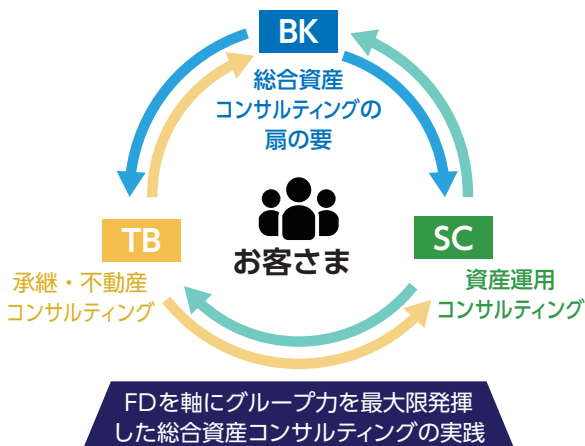 BK
総合資産
コンサルティングの
扇の要
TB
お客さま
SC
承継・不動産
コンサルティング
資産運用
コンサルティング
FDを軸にグループ力を最大限発揮
した総合資産コンサルティングの実践